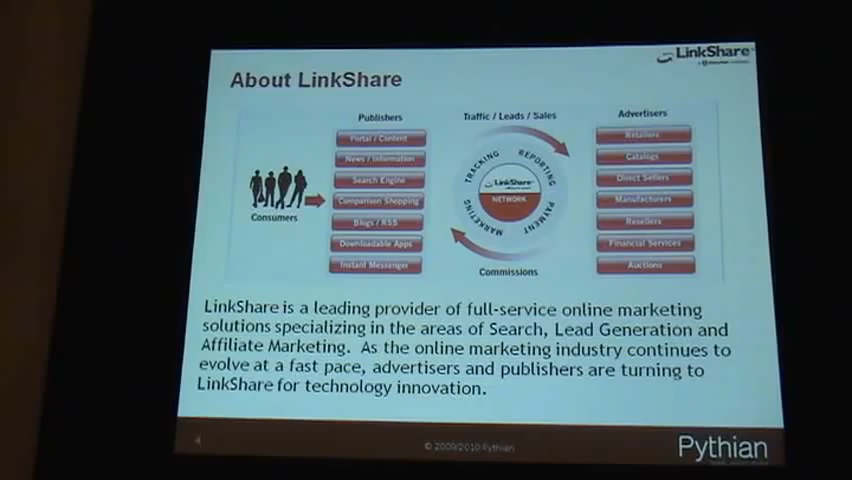 LinkShare
About LinkShare
Publishers
Traffic / Leads / Sales
Advertisers
Portal / Content
News / Information
Search Engine
Comparison Shopping
Blogs / RSS
Downloadable Apps
Instant Messenger
Consumers
TRACKING
REPORTING
PAYMENT
MARKETING
LinkShare
NETWORK
Commissions
Retailers
Catalogs
Direct Sellers
Manufacturers
Resellers
Financial Services
Auctions
LinkShare is a leading provider of full-service online marketing
solutions specializing in the areas of Search, Lead Generation and
Affiliate Marketing. As the online marketing industry continues to
evolve at a fast pace, advertisers and publishers are turning to
LinkShare for technology innovation.
4
© 2009/2010 Pythian
Pythian